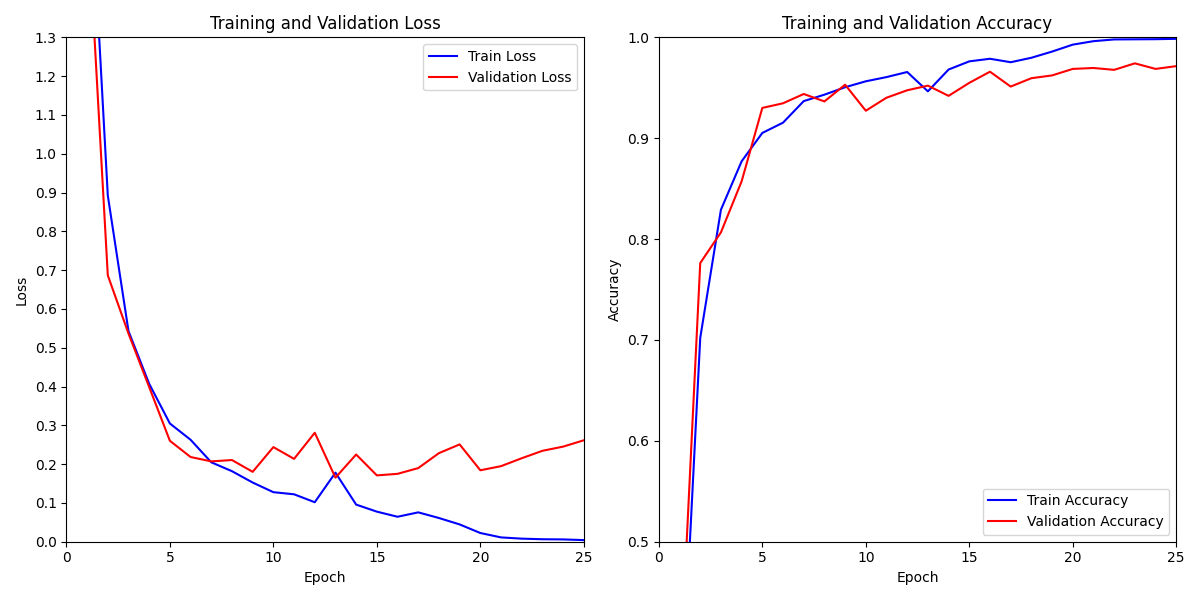 Training and Validation Loss
1.3
1.2
1.1
1.0
0.9
0.8
0.7
0.6
0.5
0.4
0.3
0.2
0.1
0.0
Loss
0 5 10 15 20 25
Epoch
Train Loss
Validation Loss
Training and Validation Accuracy
1.0
0.9
0.8
0.7
0.6
0.5
Accuracy
0 5 10 15 20 25
Epoch
Train Accuracy
Validation Accuracy